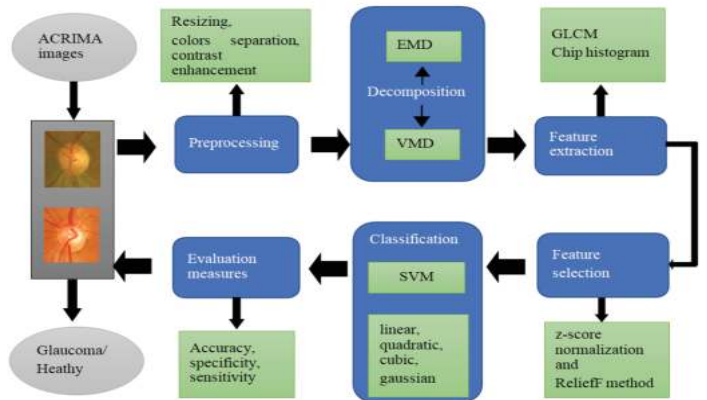 ACRIMA
images
Resizing,
colors separation,
contrast
enhancement
Preprocessing
EMD
Decomposition
VMD
GLCM
Chip histogram
Feature
extraction
Feature
selection
z-score
normalization
and
ReliefF method
Classification
SVM
linear,
quadratic,
cubic,
gaussian
Evaluation
measures
Accuracy,
specificity,
sensitivity
Glaucoma/
Heathy